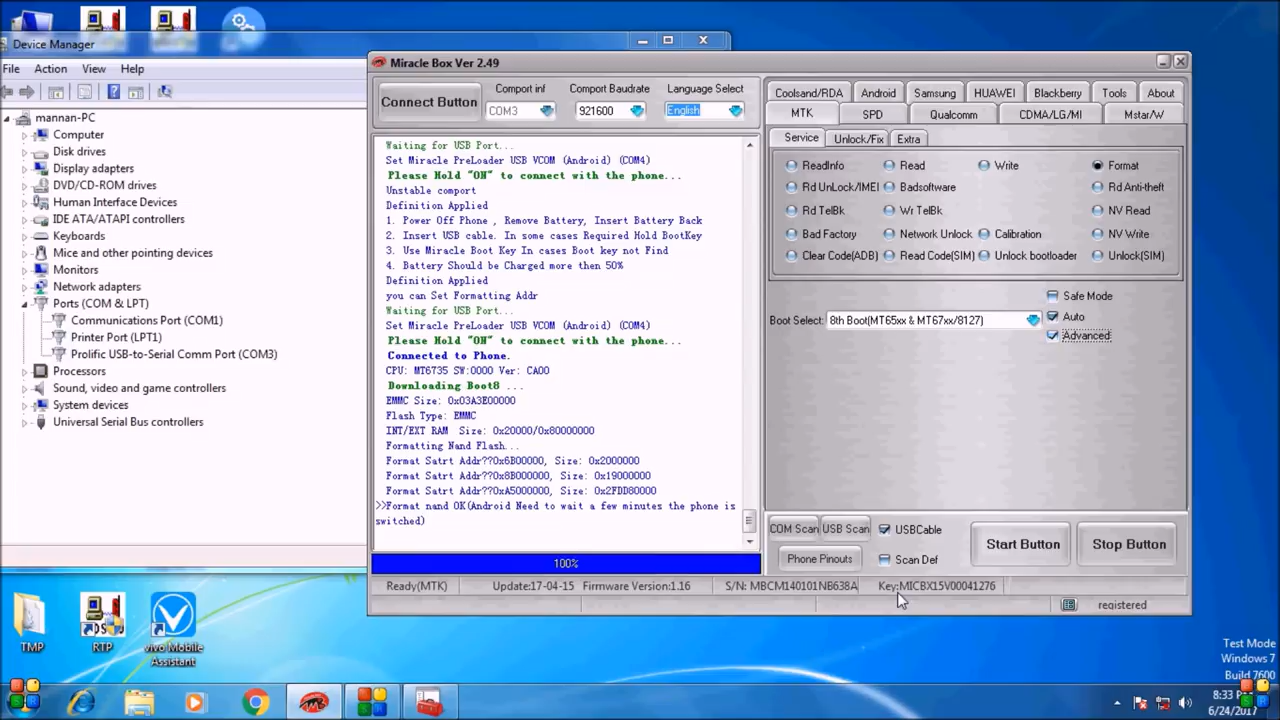 Device Manager
File Action View Help
mannan-PC
Computer
Disk drives
Display adapters
DVD/CD-ROM drives
Human Interface Devices
IDE ATA/ATAPI controllers
Keyboards
Mice and other pointing devices
Monitors
Network adapters
Ports (COM & LPT)
Communications Port (COM1)
Printer Port (LPT1)
Prolific USB-to-Serial Comm Port (COM3)
Processors
Sound, video and game controllers
System devices
Universal Serial Bus controllers
Miracle Box Ver 2.49
Connect Button
Comport inf Comport Baudrate Language Select
COM3 921600 English
Waiting for USB Port...
Set Miracle PreLoader USB VCOM (Android) (COM4)
Please Hold "ON" to connect with the phone...
Unstable comport
Definition Applied
1. Power Off Phone , Remove Battery, Insert Battery Back
2. Insert USB cable. In some cases Required Hold BootKey
3. Use Miracle Boot Key In cases Boot key not Find
4. Battery Should be Charged more then 50%
Definition Applied
you can Set Formatting Addr
Waiting for USB Port...
Set Miracle PreLoader USB VCOM (Android) (COM4)
Please Hold "ON" to connect with the phone...
Connected to Phone.
CPU: MT6735 SW:0000 Ver: CA00
Downloading Boot8 ...
EMMC Size: 0x03A3E00000
Flash Type: EMMC
INT/EXT RAM Size: 0x20000/0x80000000
Formatting Nand Flash...
Format Satrt Addr??0x6B00000, Size: 0x2000000
Format Satrt Addr??0x8B000000, Size: 0x19000000
Format Satrt Addr??0xA5000000, Size: 0x2FDD80000
>>Format nand OK(Android Need to wait a few minutes the phone is
switched)
100%
Coolsand/RDA Android Samsung HUAWEI Blackberry Tools About
MTK SPD Qualcomm CDMA/LG/MI Mstar/W
Service Unlock/Fix Extra
ReadInfo Read Write Format
Rd UnLock/IMEI Badsoftware Rd Anti-theft
Rd TelBk Wr TelBk NV Read
Bad Factory Network Unlock Calibration NV Write
Clear Code(ADB) Read Code(SIM) Unlock bootloader Unlock(SIM)
Safe Mode
Boot Select: 8th Boot(MT65xx & MT67xx/8127) Auto
Advanced
COM Scan USB Scan USBCable
Phone Pinouts Scan Def
Start Button Stop Button
Ready(MTK) Update:17-04-15 Firmware Version:1.16 S/N: MBCM140101NB638A Key:MICBX15V00041276
registered
TMP RTP vivo Mobile
Assistant
Test Mode
Windows 7
Build 7600
8:33
6/24/2017